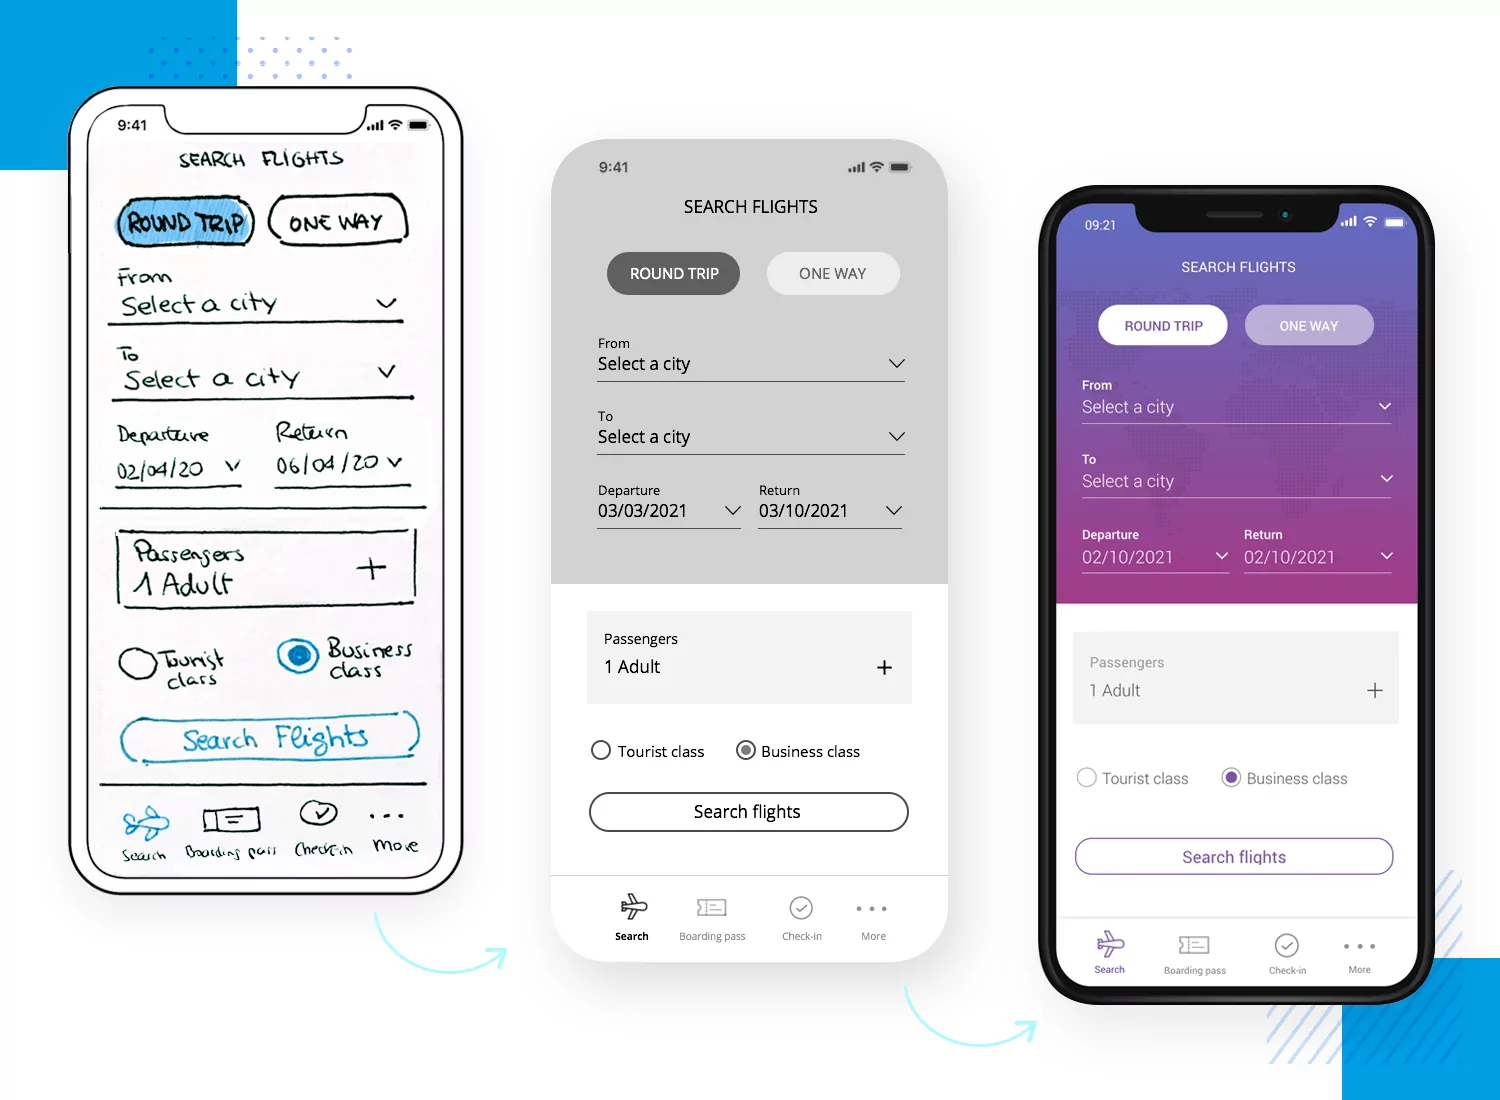 9:41
SEARCH FLIGHTS
ROUND TRIP ONE WAY
From
Select a city
To
Select a city
Departure Return
02/04/20 06/04/20
Passengers
1 Adult
Tourist class Business class
Search Flights
Search Boarding pass Check-in More
9:41
SEARCH FLIGHTS
ROUND TRIP ONE WAY
From
Select a city
To
Select a city
Departure Return
03/03/2021 03/10/2021
Passengers
1 Adult
Tourist class Business class
Search flights
Search Boarding pass Check-in More
09:21
SEARCH FLIGHTS
ROUND TRIP ONE WAY
From
Select a city
To
Select a city
Departure Return
02/10/2021 02/10/2021
Passengers
1 Adult
Tourist class Business class
Search flights
Search Boarding pass Check-in More